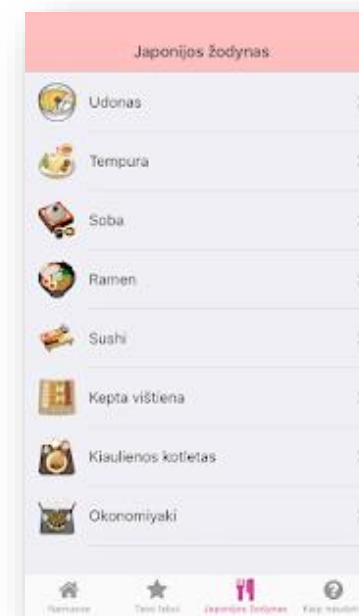 Japonijos žodynas
Udonas
Tempura
Soba
Ramen
Sushi
Kepta vištiena
Kiaulienos kotletas
Okonomiyaki
Japonijos žodynas